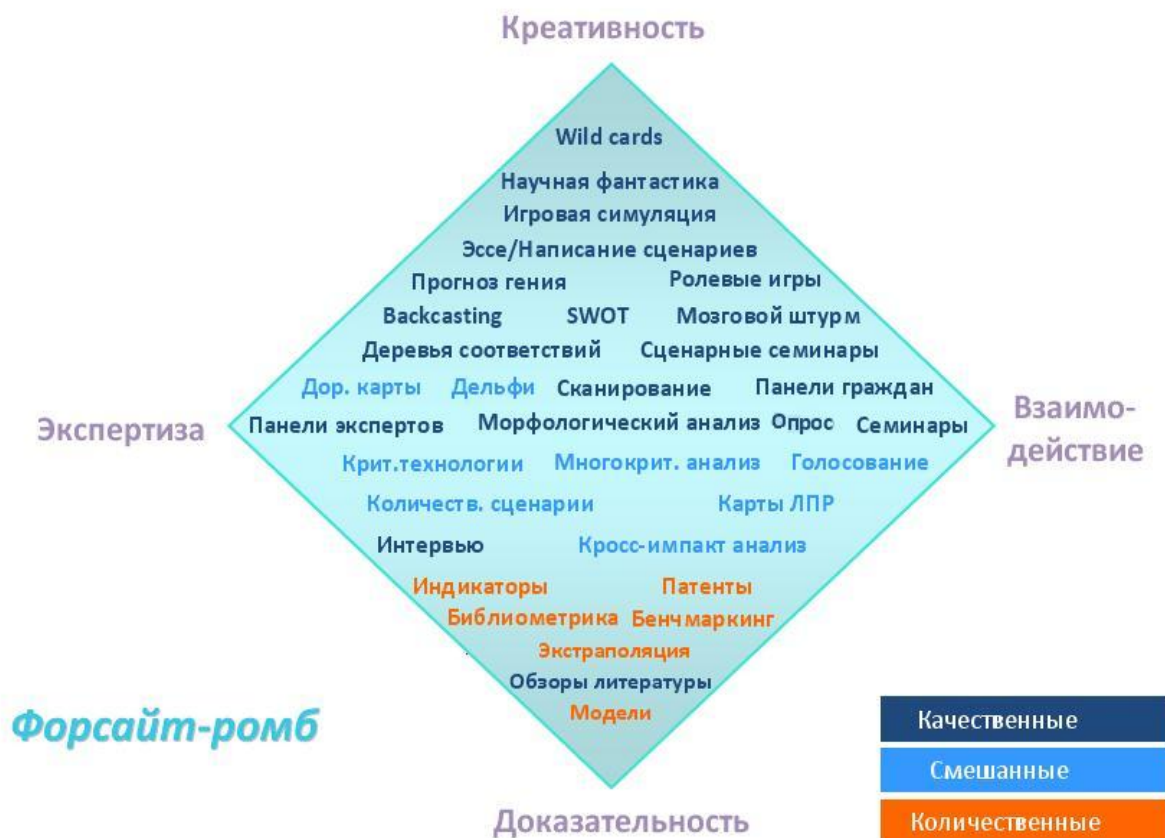 Креативность
Wild cards
Научная фантастика
Игровая симуляция
Эссе/Написание сценариев
Прогноз гения Ролевые игры
Backcasting SWOT Мозговой штурм
Деревья соответствий Сценарные семинары
Дор. карты Дельфи Сканирование Панели граждан
Экспертиза
Панели экспертов Морфологический анализ Опрос Семинары
Взаимо-
действие
Крит.технологии Многокрит. анализ Голосование
Количеств. сценарии Карты ЛПР
Интервью Кросс-импакт анализ
Индикаторы Патенты
Библиометрика Бенчмаркинг
Экстраполяция
Обзоры литературы
Модели
Форсайт-ромб
Доказательность
Качественные
Смешанные
Количественные